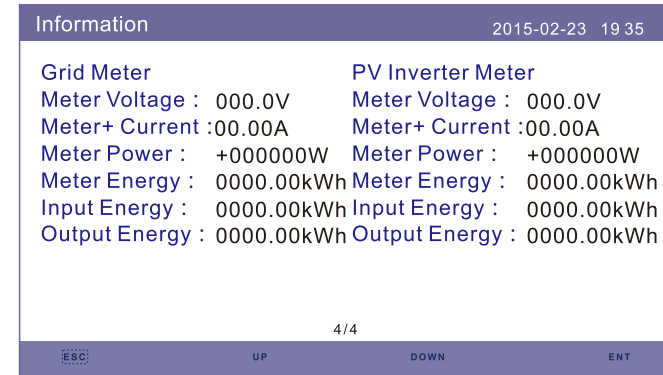 Information 2015-02-23 19 35
Grid Meter PV Inverter Meter
Meter Voltage : 000.0V Meter Voltage : 000.0V
Meter+ Current :00.00A Meter+ Current :00.00A
Meter Power : +000000W Meter Power : +000000W
Meter Energy : 0000.00kWh Meter Energy : 0000.00kWh
Input Energy : 0000.00kWh Input Energy : 0000.00kWh
Output Energy : 0000.00kWh Output Energy : 0000.00kWh
4/4
ESC UP DOWN ENT